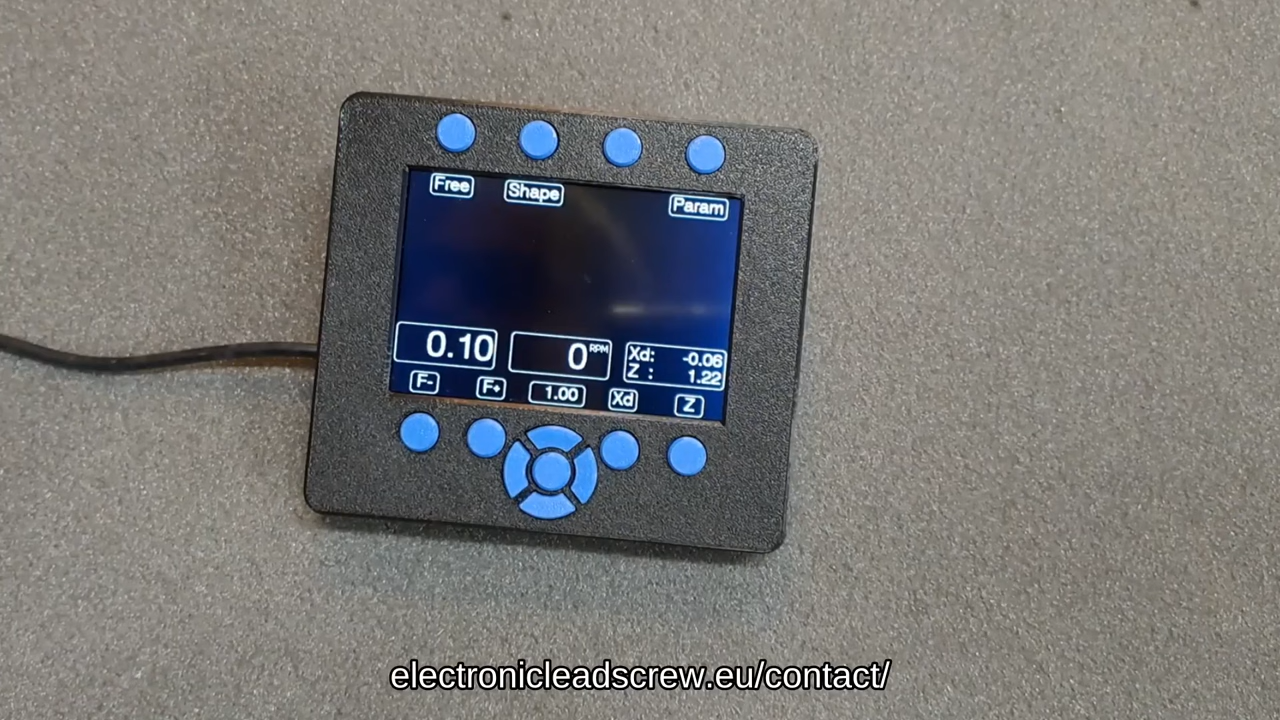 Free Shape Param
0.10 0 RPM Xd: -0.06
Z : 1.22
F- F+ 1.00 Xd Z
electronicleadscrew.eu/contact/